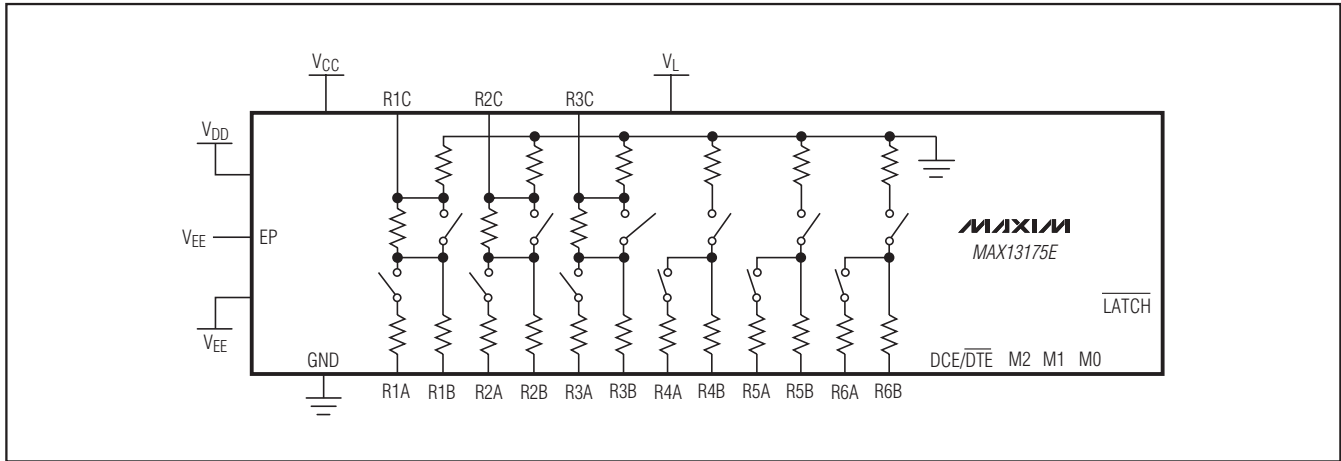 VCC
VL
R1C R2C R3C
VDD
VEE
EP
MAXIM
MAX13175E
LATCH
VEE
GND
DCE/DTE M2 M1 M0
R1A R1B R2A R2B R3A R3B R4A R4B R5A R5B R6A R6B